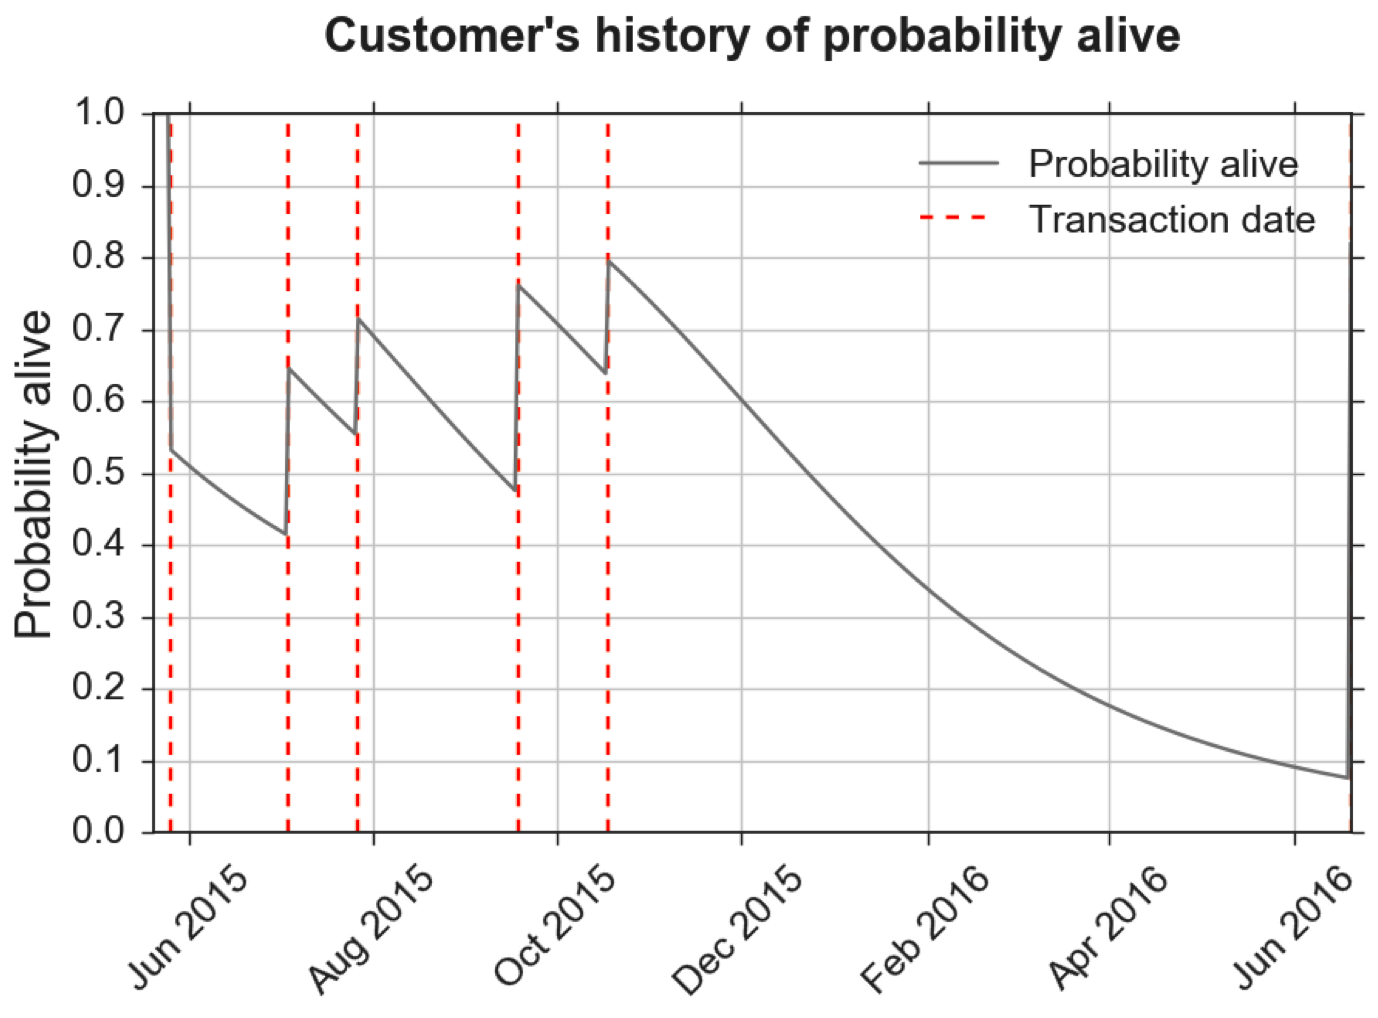 Customer's history of probability alive
Probability alive
1.0
0.9
0.8
0.7
0.6
0.5
0.4
0.3
0.2
0.1
0.0
Probability alive
Transaction date
Jun 2015
Aug 2015
Oct 2015
Dec 2015
Feb 2016
Apr 2016
Jun 2016